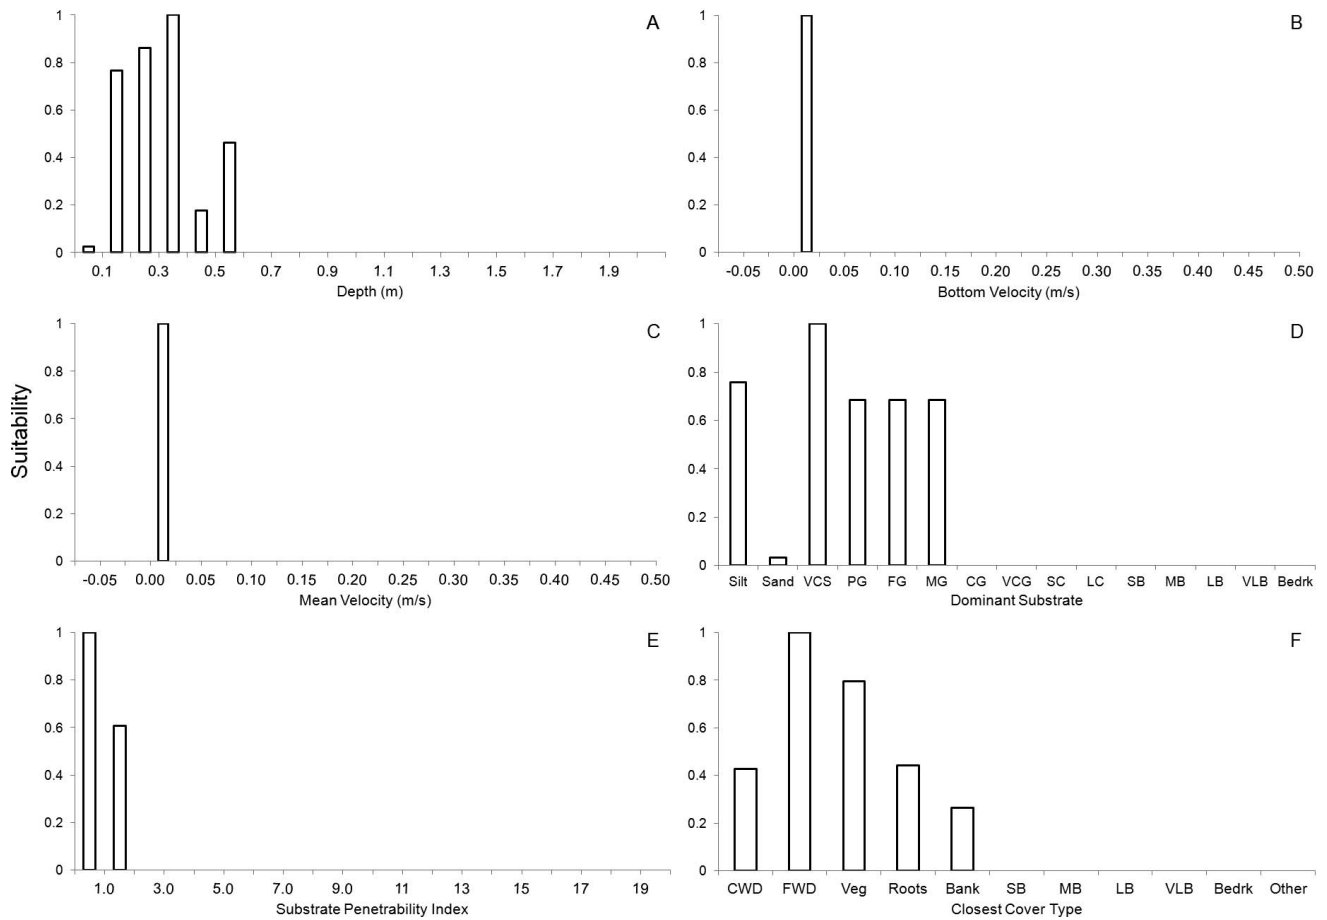 A
1
0.8
0.6
0.4
0.2
0
0.1 0.3 0.5 0.7 0.9 1.1 1.3 1.5 1.7 1.9
Depth (m)
B
1
0.8
0.6
0.4
0.2
0
-0.05 0.00 0.05 0.10 0.15 0.20 0.25 0.30 0.35 0.40 0.45 0.50
Bottom Velocity (m/s)
Suitability
C
1
0.8
0.6
0.4
0.2
0
-0.05 0.00 0.05 0.10 0.15 0.20 0.25 0.30 0.35 0.40 0.45 0.50
Mean Velocity (m/s)
D
1
0.8
0.6
0.4
0.2
0
Silt Sand VCS PG FG MG CG VCG SC LC SB MB LB VLB Bedrk
Dominant Substrate
E
1
0.8
0.6
0.4
0.2
0
1.0 3.0 5.0 7.0 9.0 11 13 15 17 19
Substrate Penetrability Index
F
1
0.8
0.6
0.4
0.2
0
CWD FWD Veg Roots Bank SB MB LB VLB Bedrk Other
Closest Cover Type